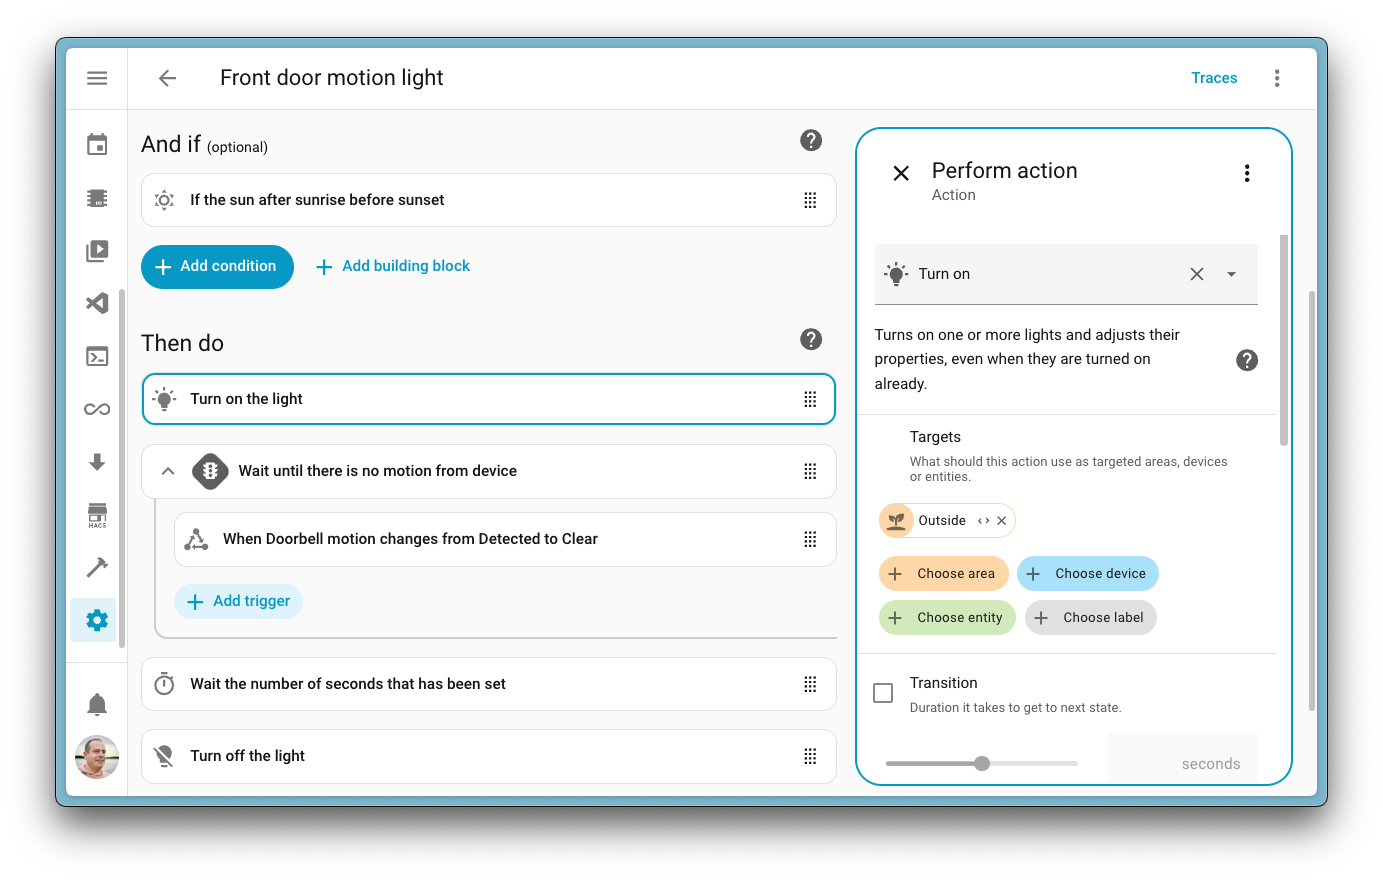 Front door motion light
Traces
And if (optional)
If the sun after sunrise before sunset
Add condition
Add building block
Then do
Turn on the light
Wait until there is no motion from device
When Doorbell motion changes from Detected to Clear
Add trigger
Wait the number of seconds that has been set
Turn off the light
HACS
Perform action
Action
Turn on
Turns on one or more lights and adjusts their
properties, even when they are turned on
already.
Targets
What should this action use as targeted areas, devices
or entities.
Outside
Choose area
Choose device
Choose entity
Choose label
Transition
Duration it takes to get to next state.
seconds